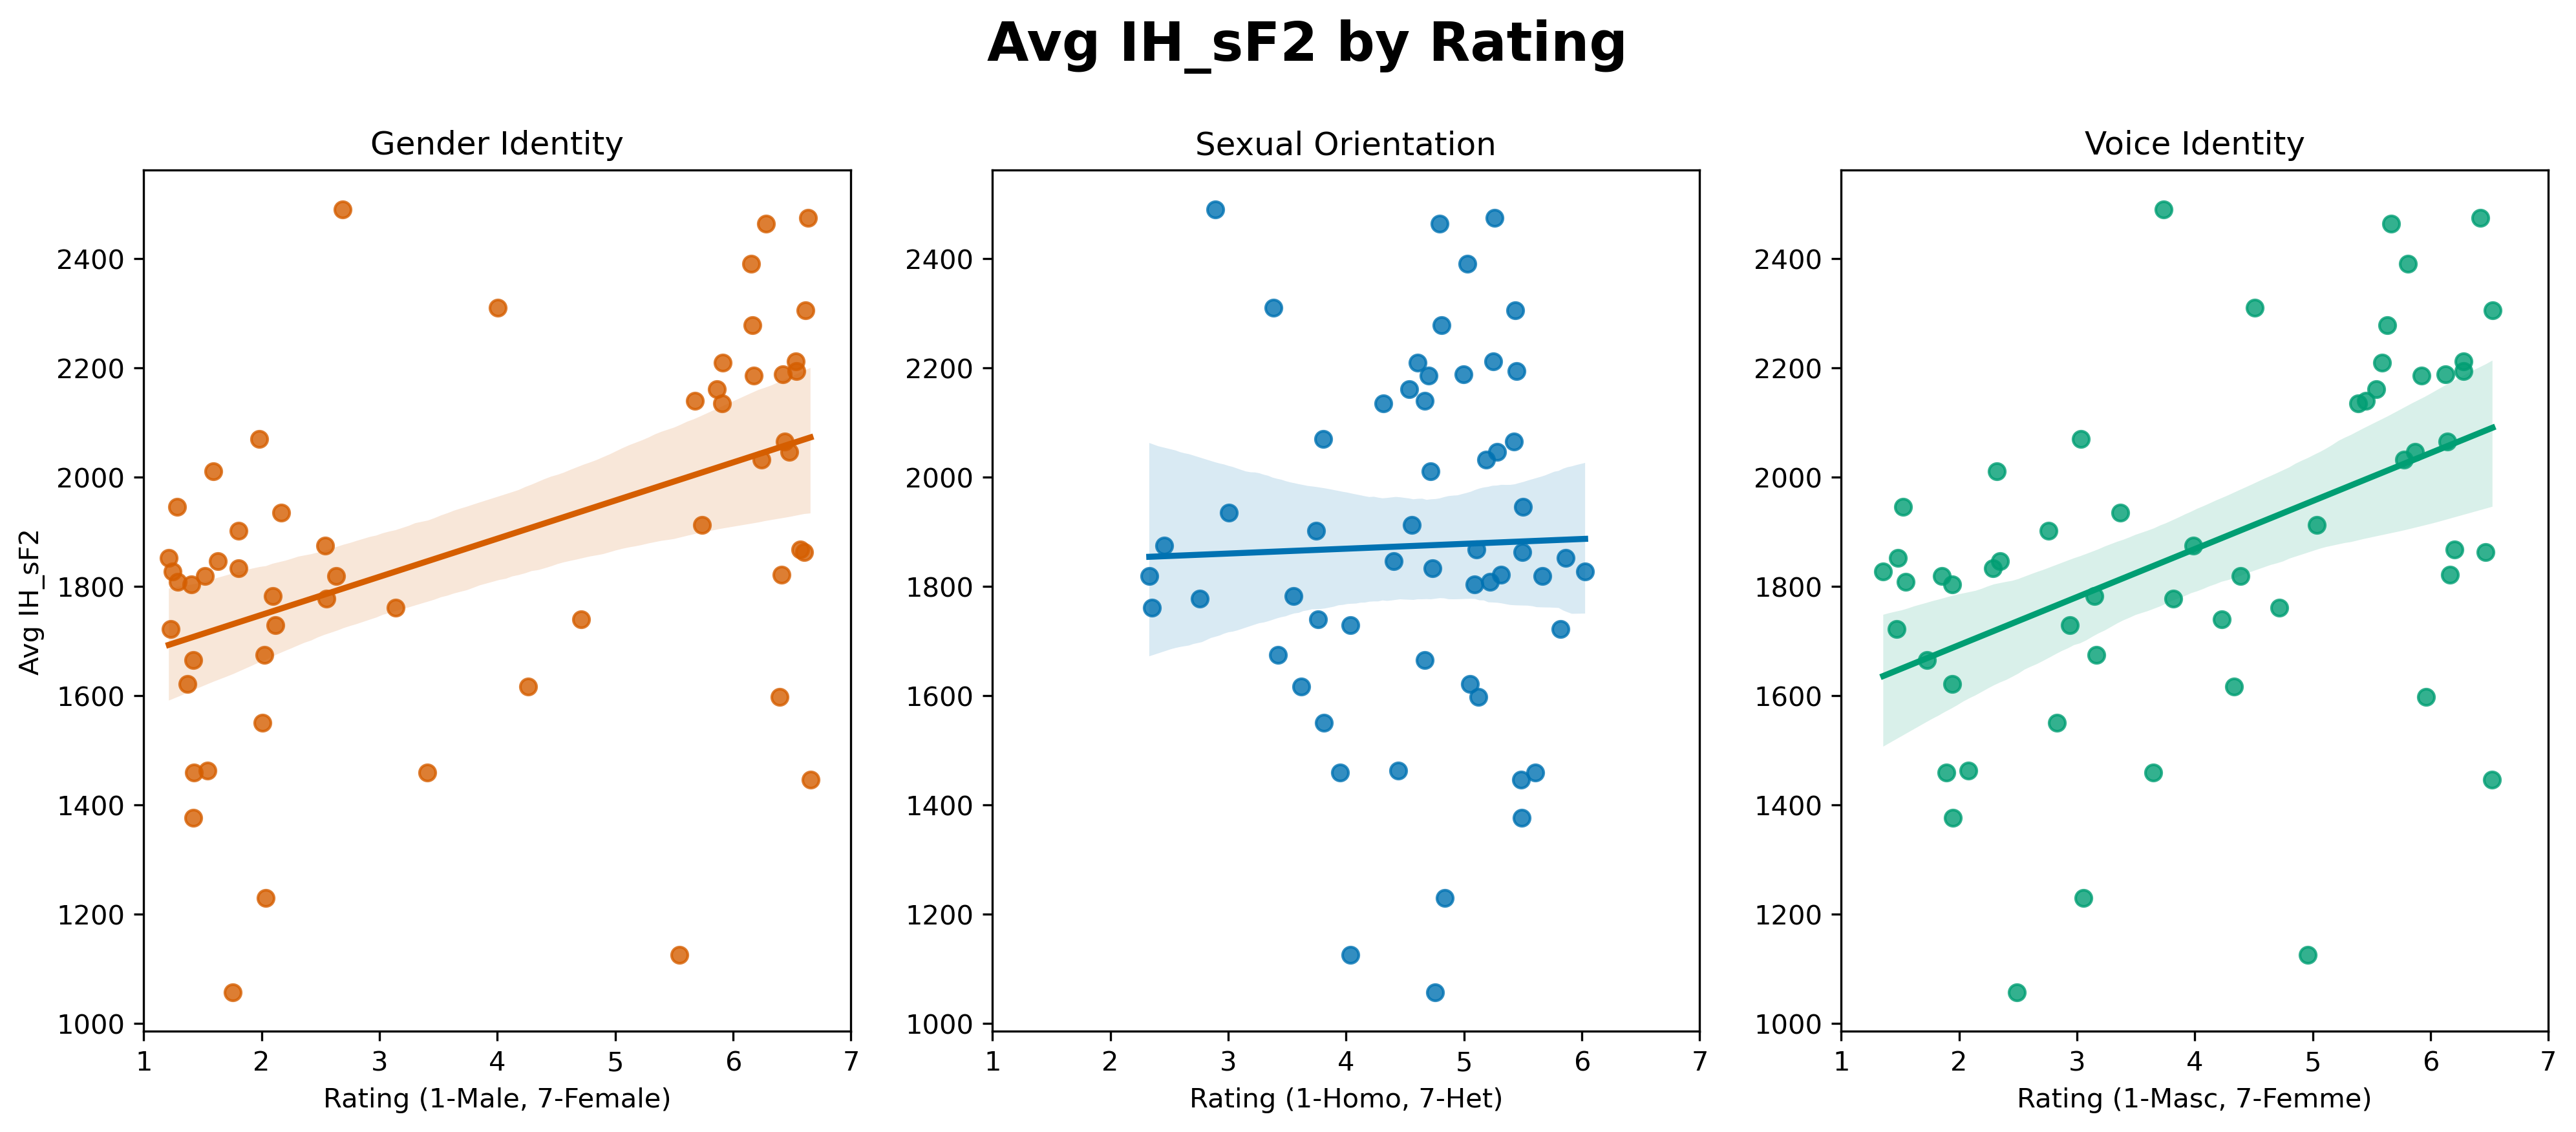 Avg IH_sF2 by Rating
Gender Identity
Sexual Orientation
Voice Identity
Avg IH_sF2
2400
2200
2000
1800
1600
1400
1200
1000
1 2 3 4 5 6 7
Rating (1-Male, 7-Female)
2400
2200
2000
1800
1600
1400
1200
1000
1 2 3 4 5 6 7
Rating (1-Homo, 7-Het)
2400
2200
2000
1800
1600
1400
1200
1000
1 2 3 4 5 6 7
Rating (1-Masc, 7-Femme)